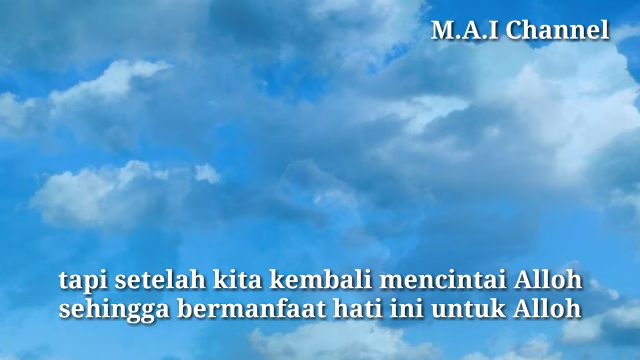 M.A.I Channel
tapi setelah kita kembali mencintai Alloh
sehingga bermanfaat hati ini untuk Alloh